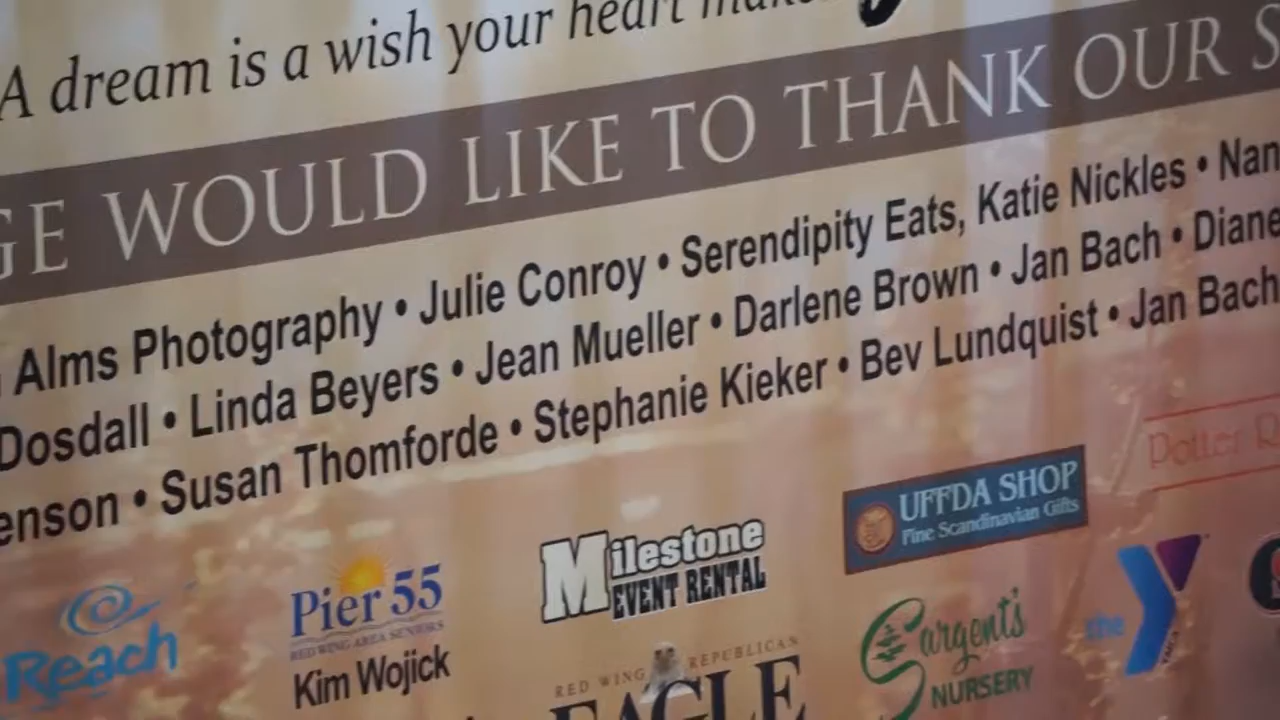 A dream is a wish your heart
WOULD LIKE TO THANK OUR
Alms Photography • Julie Conroy • Serendipity Eats, Katie Nickles • Nan
Dosdall • Linda Beyers • Jean Mueller • Darlene Brown • Jan Bach • Diane
enson • Susan Thomforde • Stephanie Kieker • Bev Lundquist • Jan Bach
Potter
UFFDA SHOP
Fine Scandinavian Gifts
Milestone
EVENT RENTAL
Pier 55
RED WING AREA SENIORS
Kim Wojick
Reach
the Y
Sargent's
NURSERY
RED WING REPUBLICAN
EAGLE